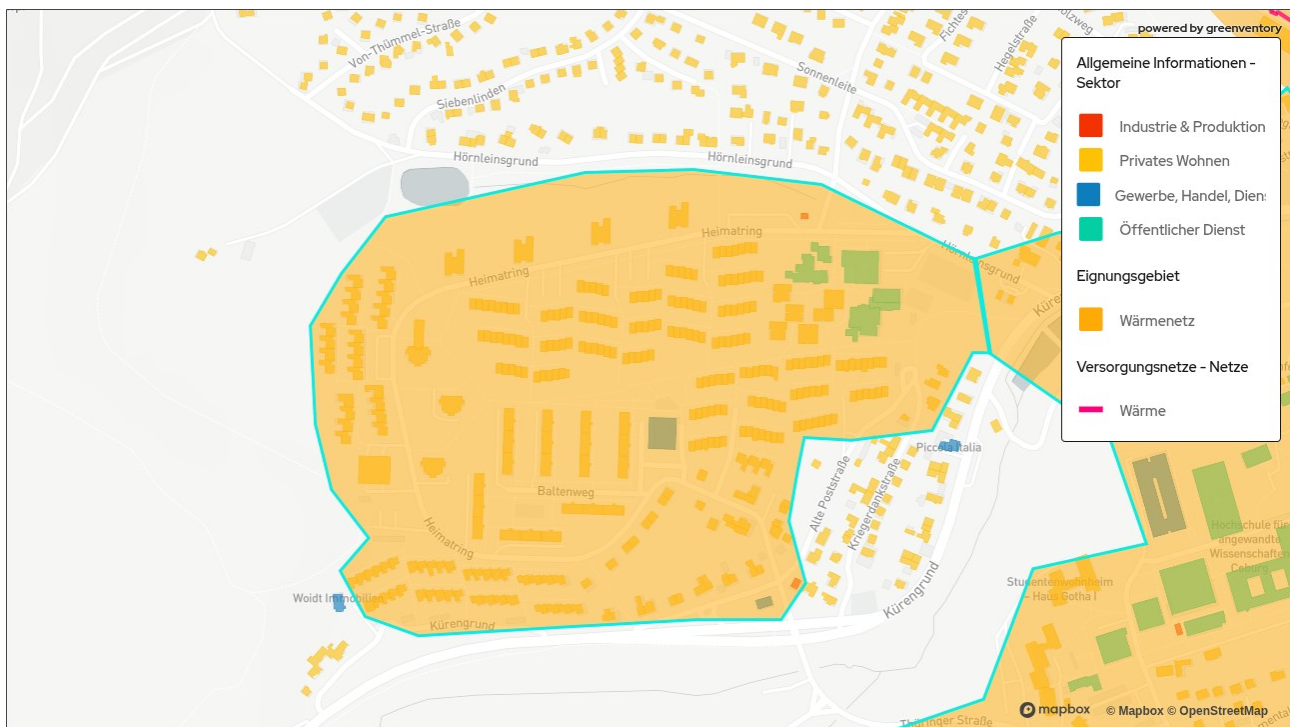 Von-Thümmel-Straße
Siebenlinden
Sonnenleite
Hegelstraße
Hörnleinsgrund
Hörnleinsgrund
Hörnleinsgrund
Heimatring
Heimatring
Heimatring
Baltenweg
Kürengrund
Kürengrund
Alte Poststraße
Kriegerdankstraße
Piccola Italia
Woidt Immobilien
Studentenwohnheim
– Haus Gotha I
Hochschule für
angewandte
Wissenschaften
Coburg
Thüringer Straße
powered by greenventory
Allgemeine Informationen -
Sektor
Industrie & Produktion
Privates Wohnen
Gewerbe, Handel, Dien
Öffentlicher Dienst
Eignungsgebiet
Wärmenetz
Versorgungsnetze - Netze
Wärme
mapbox
© Mapbox © OpenStreetMap